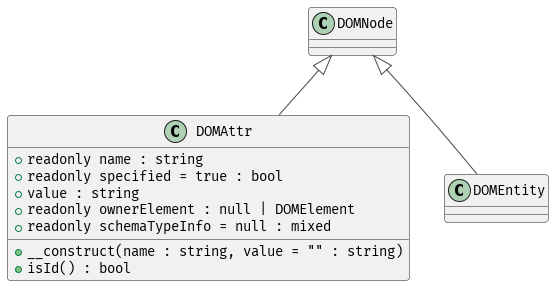 C DOMNode
C DOMAttr
readonly name : string
readonly specified = true : bool
value : string
readonly ownerElement : null | DOMElement
readonly schemaTypeInfo = null : mixed
__construct(name : string, value = "" : string)
isId() : bool
C DOMEntity